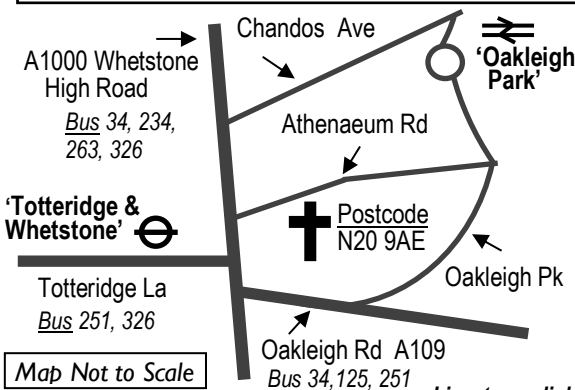 Chandos Ave
A1000 Whetstone
High Road
Bus 34, 234,
263, 326
'Oakleigh
Park'
Athenaeum Rd
'Totteridge &
Whetstone'
Postcode
N20 9AE
Oakleigh Pk
Totteridge La
Bus 251, 326
Oakleigh Rd A109
Bus 34,125, 251
Map Not to Scale